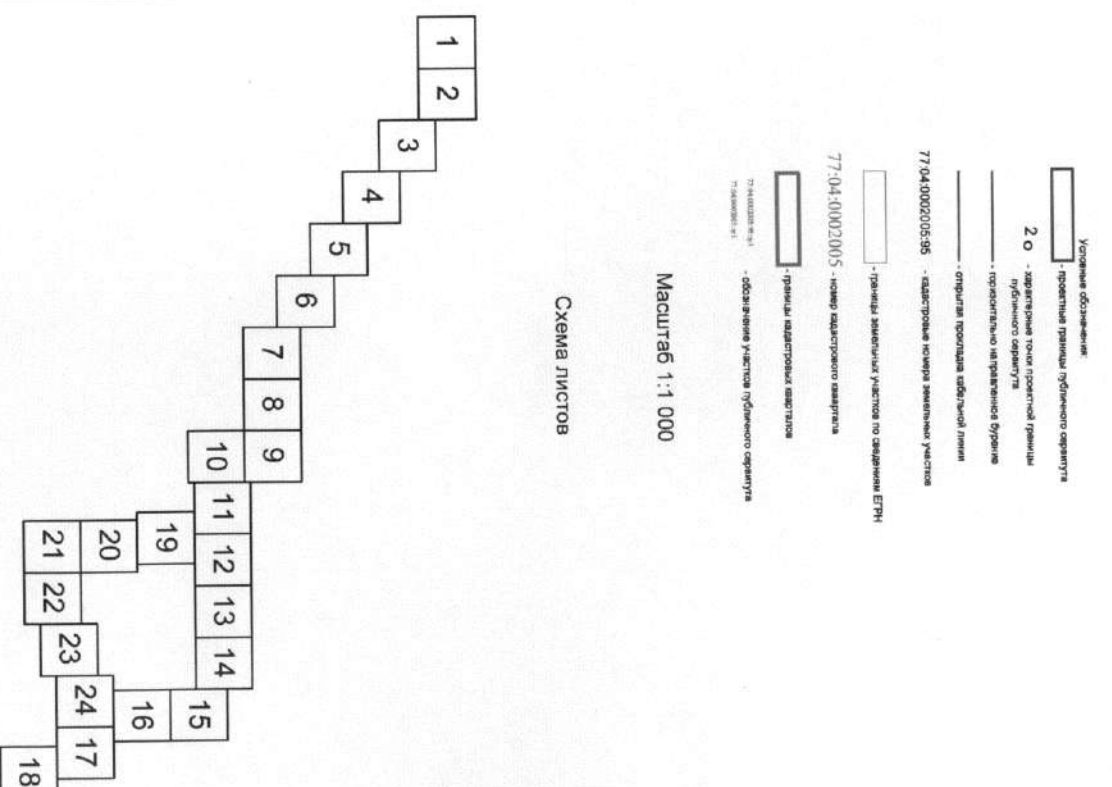 Условные обозначения:
- проектные границы публичного сервитута
2 о - характерные точки проектной границы
публичного сервитута
- горизонтально направленное бурение
- открытая прокладка кабельной линии
77:04:0002005:95 - кадастровые номера земельных участков
- границы земельных участков по сведениям ЕГРН
77:04:0002005 - номер кадастрового квартала
- границы кадастровых кварталов
- обозначение участков публичного сервитута
Масштаб 1:1 000
Схема листов
1
2
3
4
5
6
7
8
9
10
11
12
13
14
15
16
24
17
18
19
20
21
22
23